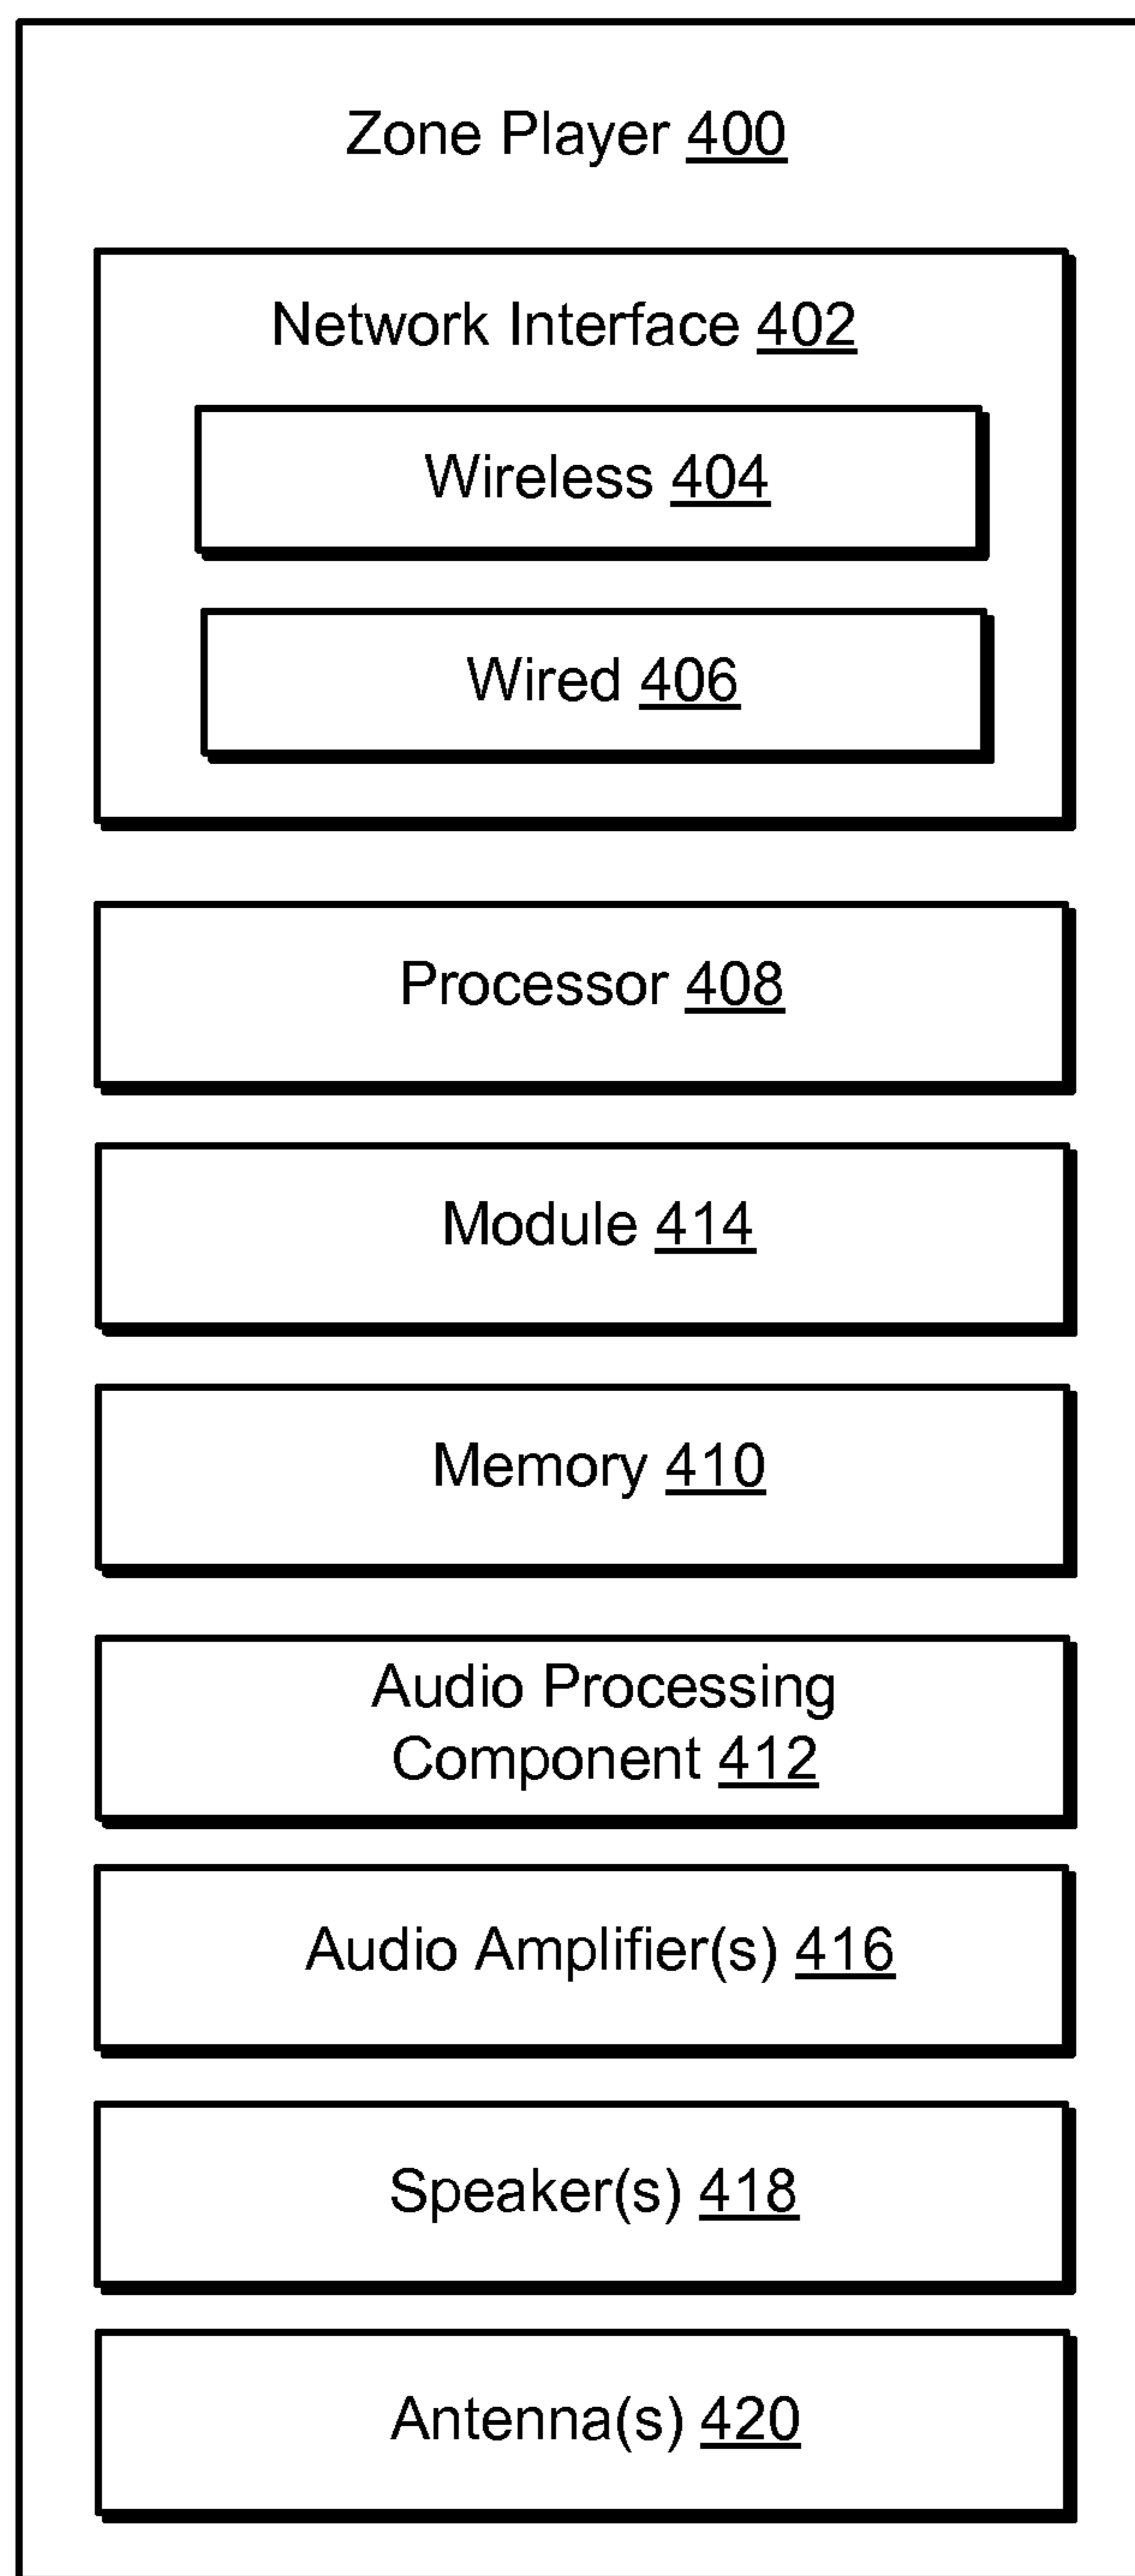 Zone Player 400
Network Interface 402
Wireless 404
Wired 406
Processor 408
Module 414
Memory 410
Audio Processing
Component 412
Audio Amplifier(s) 416
Speaker(s) 418
Antenna(s) 420